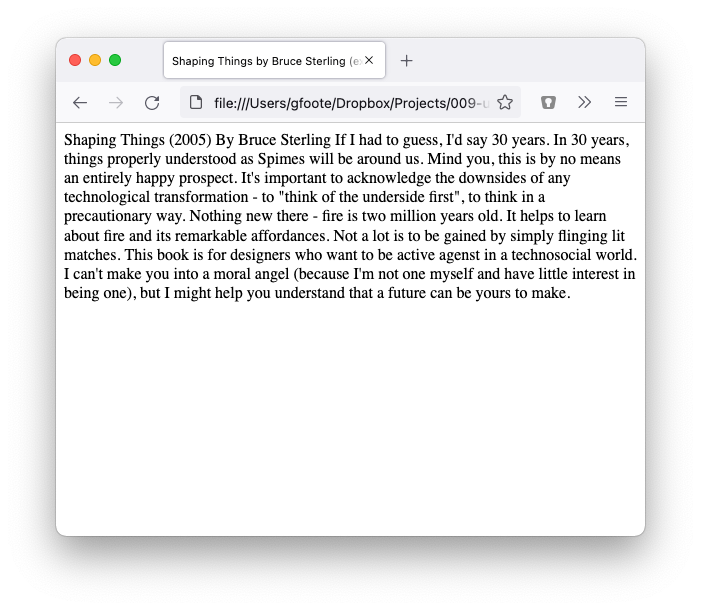 Shaping Things by Bruce Sterling (e
file:///Users/gfoote/Dropbox/Projects/009-u
Shaping Things (2005) By Bruce Sterling If I had to guess, I'd say 30 years. In 30 years,
things properly understood as Spimes will be around us. Mind you, this is by no means
an entirely happy prospect. It's important to acknowledge the downsides of any
technological transformation - to "think of the underside first", to think in a
precautionary way. Nothing new there - fire is two million years old. It helps to learn
about fire and its remarkable affordances. Not a lot is to be gained by simply flinging lit
matches. This book is for designers who want to be active agenst in a technosocial world.
I can't make you into a moral angel (because I'm not one myself and have little interest in
being one), but I might help you understand that a future can be yours to make.